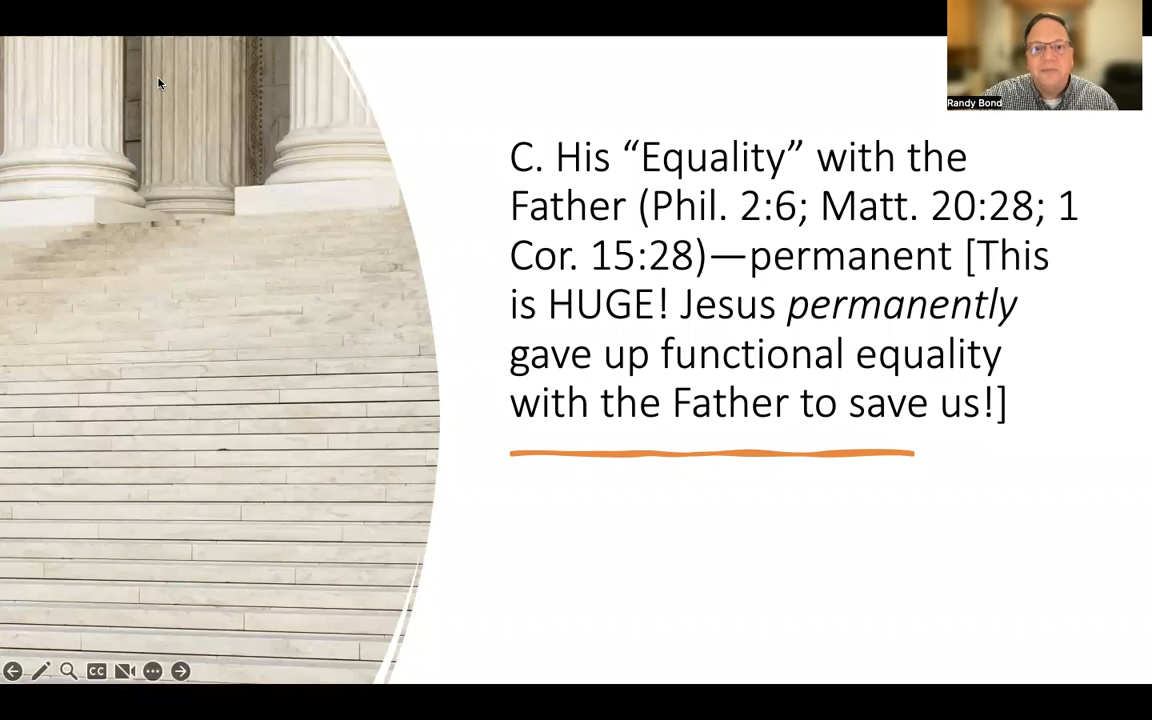 Randy Bond
C. His “Equality” with the
Father (Phil. 2:6; Matt. 20:28; 1
Cor. 15:28)—permanent [This
is HUGE! Jesus permanently
gave up functional equality
with the Father to save us!]
CC